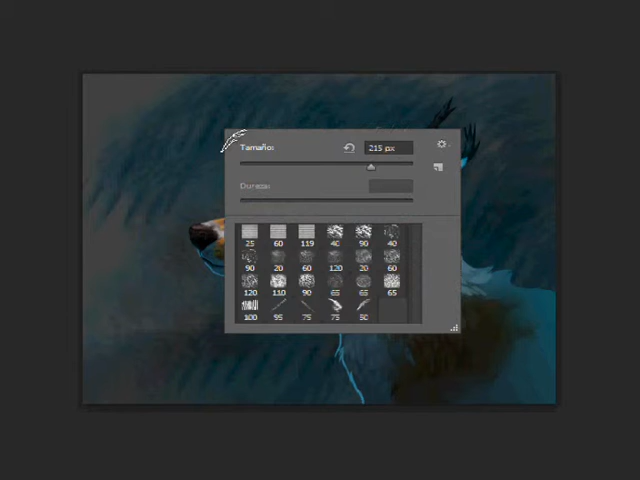 Tamaño:
215 px
Dureza:
25 60 119 40 90 40
90 20 60 120 20 60
120 110 90 65 65 65
100 95 75 75 50